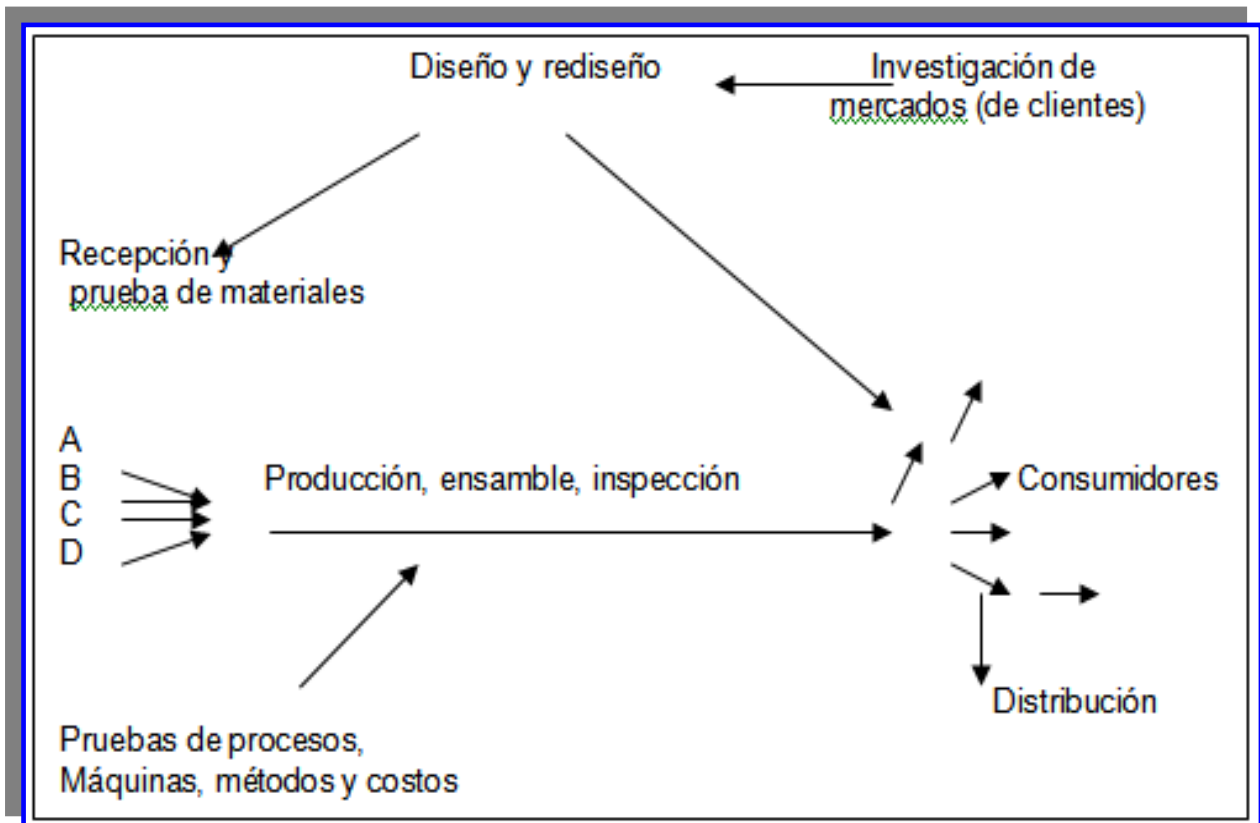 Diseño y rediseño
Investigación de
mercados (de clientes)
Recepción y
prueba de materiales
A
B
C
D
Producción, ensamble, inspección
Consumidores
Distribución
Pruebas de procesos,
Máquinas, métodos y costos